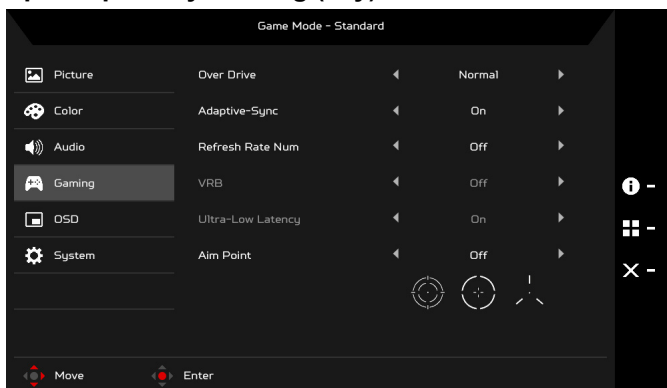 Game Mode - Standard
Picture
Over Drive Normal
Color
Adaptive-Sync On
Audio
Refresh Rate Num Off
Gaming
VRB Off
OSD
Ultra-Low Latency On
System
Aim Point Off
Move Enter